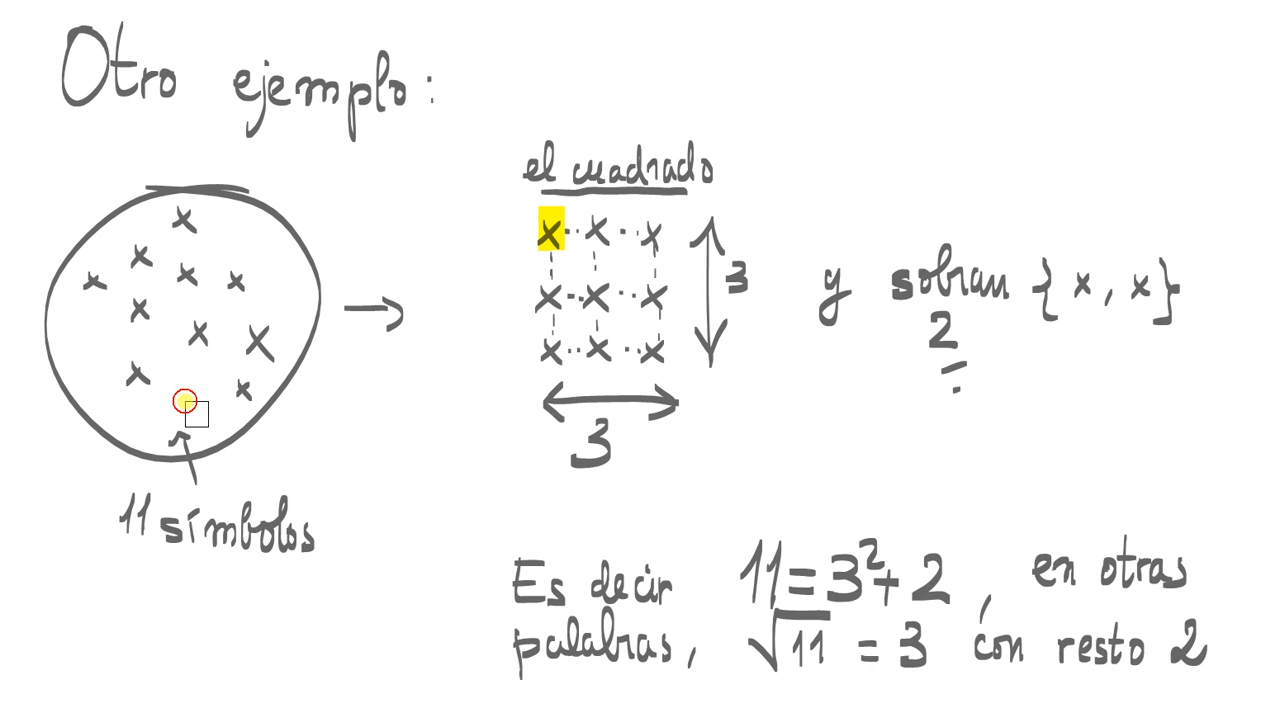 Otro ejemplo:
el cuadrado
x x x
x x x
x x x
3
3
y sobran {x, x}
2
x
x
x x x
x
x x
x x
11 símbolos
Es decir 11 = 3² + 2, en otras
palabras, √11 = 3 con resto 2